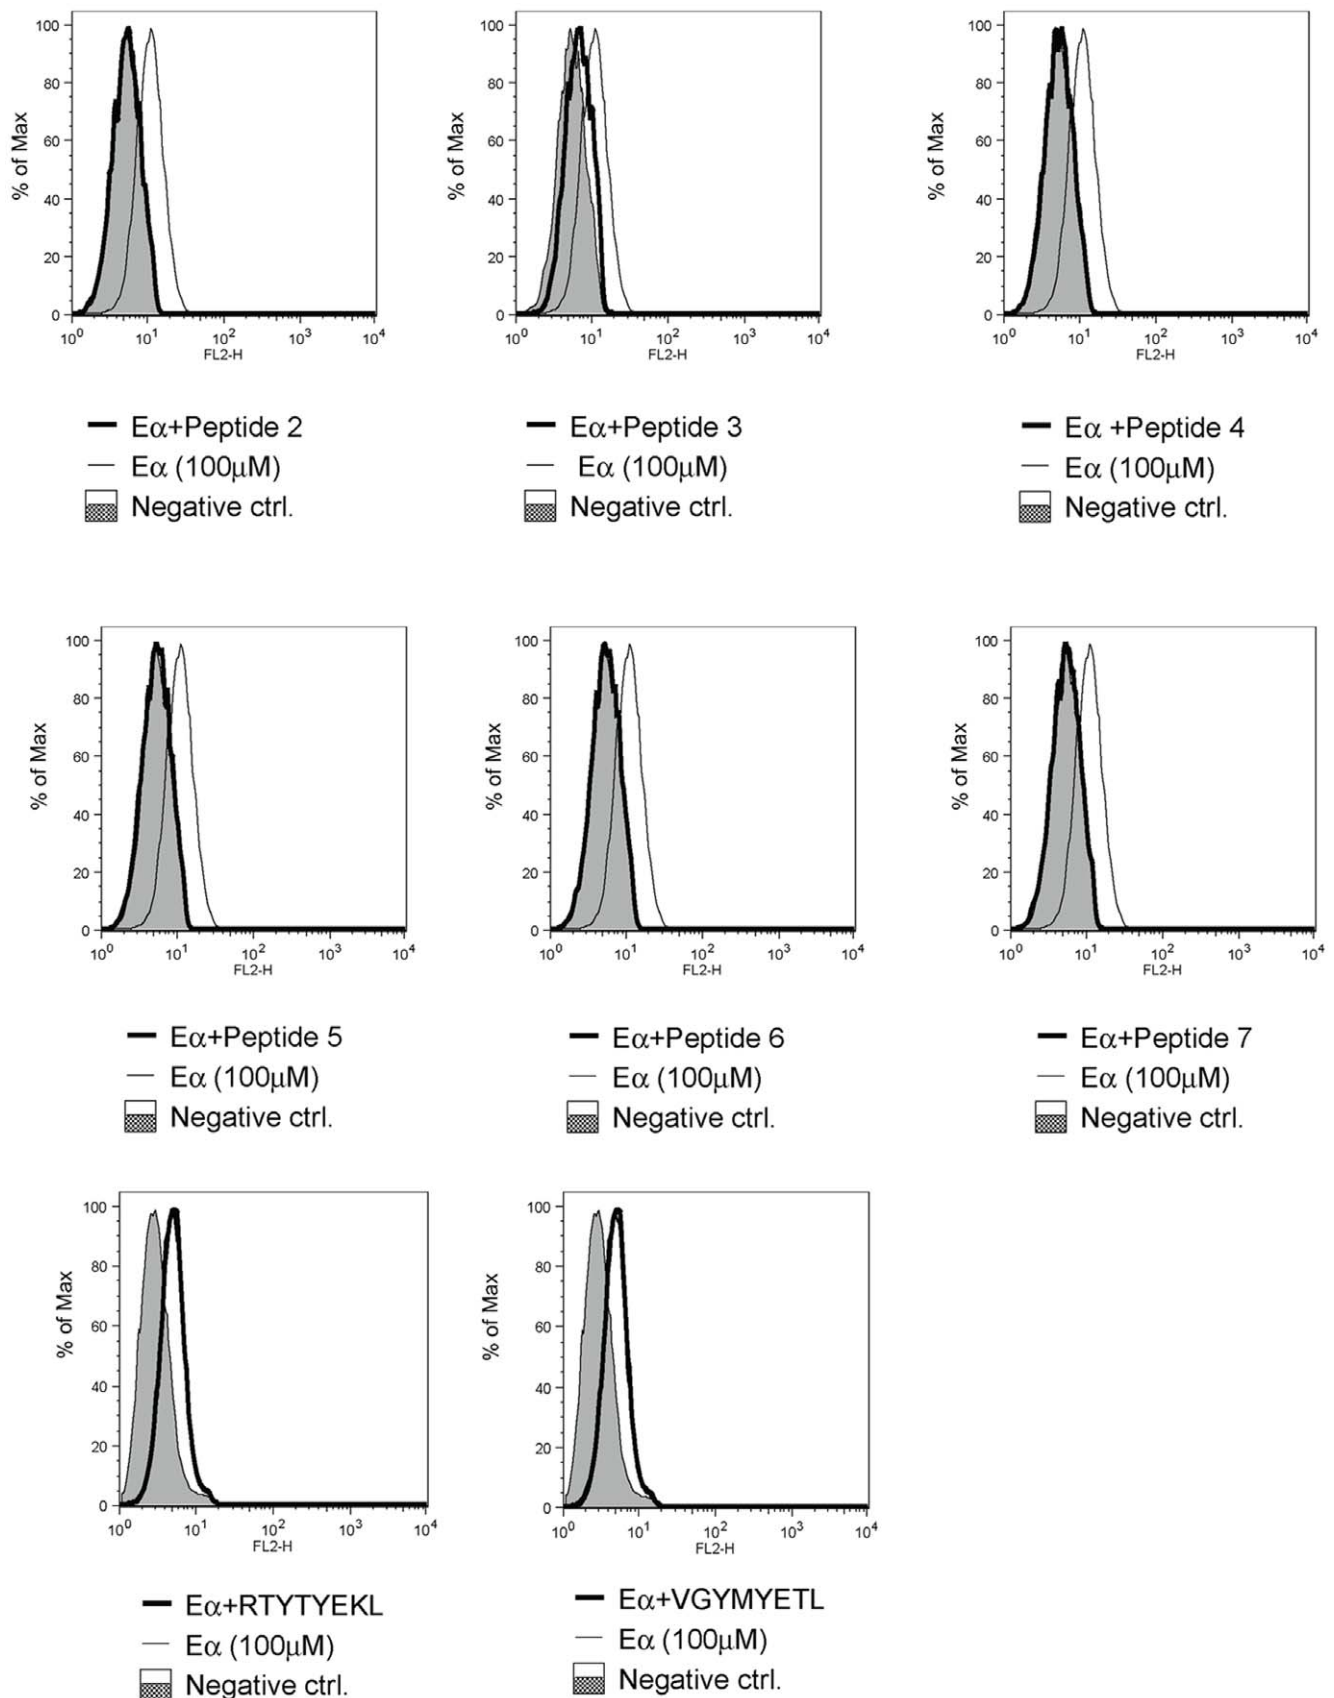 100 100 100
80 80 80
% of Max % of Max % of Max
60 60 60
40 40 40
20 20 20
0 0 0
10⁰ 10¹ 10² 10³ 10⁴ 10⁰ 10¹ 10² 10³ 10⁴ 10⁰ 10¹ 10² 10³ 10⁴
FL2-H FL2-H FL2-H
Eα+Peptide 2 Eα+Peptide 3 Eα +Peptide 4
Eα (100μM) Eα (100μM) Eα (100μM)
Negative ctrl. Negative ctrl. Negative ctrl.
100 100 100
80 80 80
% of Max % of Max % of Max
60 60 60
40 40 40
20 20 20
0 0 0
10⁰ 10¹ 10² 10³ 10⁴ 10⁰ 10¹ 10² 10³ 10⁴ 10⁰ 10¹ 10² 10³ 10⁴
FL2-H FL2-H FL2-H
Eα+Peptide 5 Eα+Peptide 6 Eα+Peptide 7
Eα (100μM) Eα (100μM) Eα (100μM)
Negative ctrl. Negative ctrl. Negative ctrl.
100 100
80 80
% of Max % of Max
60 60
40 40
20 20
0 0
10⁰ 10¹ 10² 10³ 10⁴ 10⁰ 10¹ 10² 10³ 10⁴
FL2-H FL2-H
Eα+RTYTYEKL Eα+VGYMYETL
Eα (100μM) Eα (100μM)
Negative ctrl. Negative ctrl.